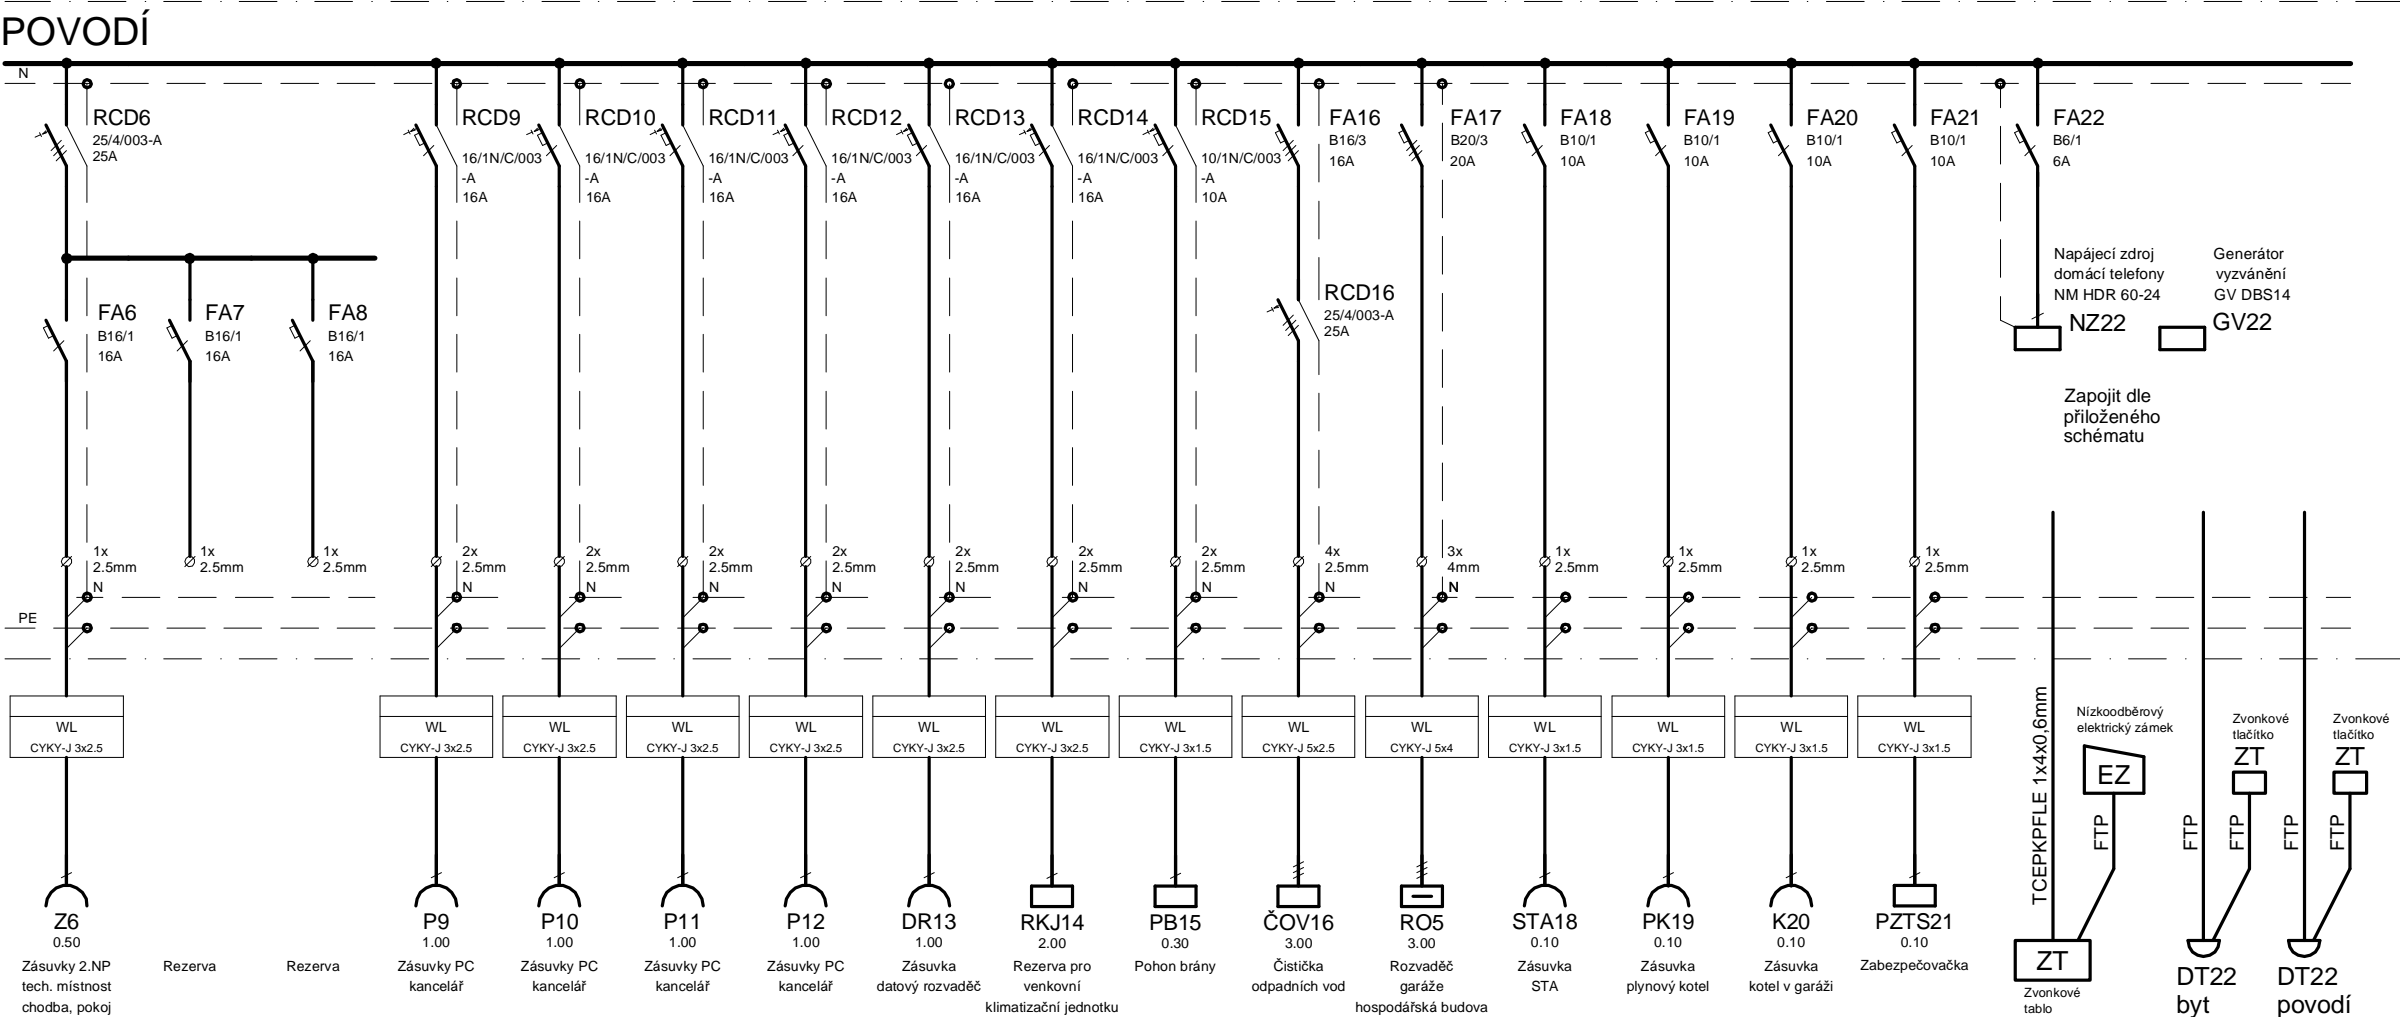 POVODÍ
N
RCD6
25/4/003-A
25A
RCD9
16/1N/C/003
-A
16A
RCD10
16/1N/C/003
-A
16A
RCD11
16/1N/C/003
-A
16A
RCD12
16/1N/C/003
-A
16A
RCD13
16/1N/C/003
-A
16A
RCD14
16/1N/C/003
-A
16A
RCD15
10/1N/C/003
-A
10A
FA16
B16/3
16A
FA17
B20/3
20A
FA18
B10/1
10A
FA19
B10/1
10A
FA20
B10/1
10A
FA21
B10/1
10A
FA22
B6/1
6A
FA6
B16/1
16A
FA7
B16/1
16A
FA8
B16/1
16A
RCD16
25/4/003-A
25A
Napájecí zdroj
domácí telefony
NM HDR 60-24
NZ22
Generátor
vyzvánění
GV DBS14
GV22
Zapojit dle
přiloženého
schématu
1x
2.5mm
N
1x
2.5mm
1x
2.5mm
2x
2.5mm
N
2x
2.5mm
N
2x
2.5mm
N
2x
2.5mm
N
2x
2.5mm
N
2x
2.5mm
N
2x
2.5mm
N
4x
2.5mm
N
3x
4mm
N
1x
2.5mm
1x
2.5mm
1x
2.5mm
1x
2.5mm
PE
WL
CYKY-J 3x2.5
WL
CYKY-J 3x2.5
WL
CYKY-J 3x2.5
WL
CYKY-J 3x2.5
WL
CYKY-J 3x2.5
WL
CYKY-J 3x2.5
WL
CYKY-J 3x2.5
WL
CYKY-J 3x1.5
WL
CYKY-J 5x2.5
WL
CYKY-J 5x4
WL
CYKY-J 3x1.5
WL
CYKY-J 3x1.5
WL
CYKY-J 3x1.5
WL
CYKY-J 3x1.5
TCEPKPFLE 1x4x0,6mm
Nízkoodběrový
elektrický zámek
EZ
FTP
Zvonkové
tlačítko
ZT
FTP
FTP
Zvonkové
tlačítko
ZT
FTP
FTP
Z6
0.50
Zásuvky 2.NP
tech. místnost
chodba, pokoj
Rezerva
Rezerva
P9
1.00
Zásuvky PC
kancelář
P10
1.00
Zásuvky PC
kancelář
P11
1.00
Zásuvky PC
kancelář
P12
1.00
Zásuvky PC
kancelář
DR13
1.00
Zásuvka
datový rozvaděč
RKJ14
2.00
Rezerva pro
venkovní
klimatizační jednotku
PB15
0.30
Pohon brány
ČOV16
3.00
Čistička
odpadních vod
RO5
3.00
Rozvaděč
garáže
hospodářská budova
STA18
0.10
Zásuvka
STA
PK19
0.10
Zásuvka
plynový kotel
K20
0.10
Zásuvka
kotel v garáži
PZTS21
0.10
Zabezpečovačka
ZT
Zvonkové
tablo
DT22
byt
DT22
povodí